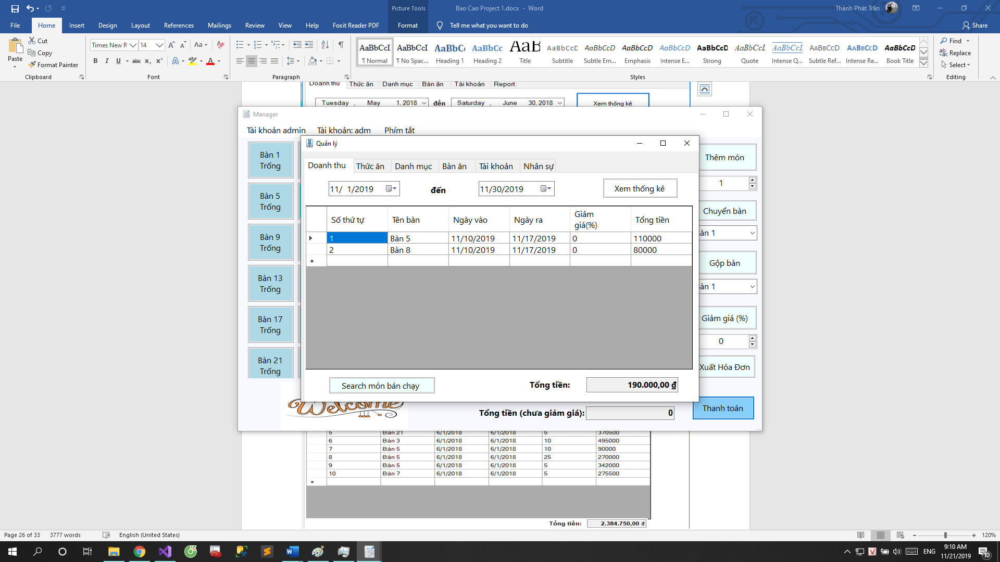 Picture Tools
Bao Cao Project 1.docx - Word
Thành Phát Trần
File Home Insert Design Layout References Mailings Review View Help Foxit Reader PDF Format Tell me what you want to do Share
Paste
Cut
Copy
Format Painter
Clipboard
Times New R 14
Font
Paragraph
AaBbCcI AaBbCcI AaBbC AaBbCc AaB AaBbCcD AaBbCcD AaBbCcD AaBbCcD AaBbCcD AaBbCcI AaBbCcI AaBbCcD AaBbCcD AaBbCcD
¶ Normal ¶ No Spac... Heading 1 Heading 2 Title Subtitle Subtle Em... Emphasis Intense E... Strong Quote Intense Q... Subtle Ref... Intense Re... Book Title
Styles
Find
Replace
Select
Editing
Doanh thu Thức ăn Danh mục Bàn ăn Tài khoản Report
Tuesday , May 1, 2018 đến Saturday , June 30, 2018 Xem thống kê
Manager
Tài khoản admin Tài khoản: adm Phím tắt
Bàn 1
Trống
Bàn 5
Trống
Bàn 9
Trống
Bàn 13
Trống
Bàn 17
Trống
Bàn 21
Trống
Quản lý
Doanh thu Thức ăn Danh mục Bàn ăn Tài khoản Nhân sự
11/ 1/2019 đến 11/30/2019 Xem thống kê
Số thứ tự Tên bàn Ngày vào Ngày ra Giảm giá(%) Tổng tiền
1 Bàn 5 11/10/2019 11/17/2019 0 110000
2 Bàn 8 11/10/2019 11/17/2019 0 80000
Search món bán chạy Tổng tiền: 190.000,00 ₫
Thêm món
1
Chuyển bàn
àn 1
Gộp bàn
àn 1
Giảm giá (%)
0
Xuất Hóa Đơn
Thanh toán
Welcome
Tổng tiền (chưa giảm giá): 0
5 Bàn 21 6/1/2018 6/1/2018 5 370500
6 Bàn 3 6/1/2018 6/1/2018 10 495000
7 Bàn 5 6/1/2018 6/1/2018 10 90000
8 Bàn 5 6/1/2018 6/1/2018 25 270000
9 Bàn 5 6/1/2018 6/1/2018 5 342000
10 Bàn 7 6/1/2018 6/1/2018 5 275500
Tổng tiền: 2.384.750,00 ₫
Page 26 of 33 3777 words English (United States) 120%
ENG
9:10 AM
11/21/2019
10